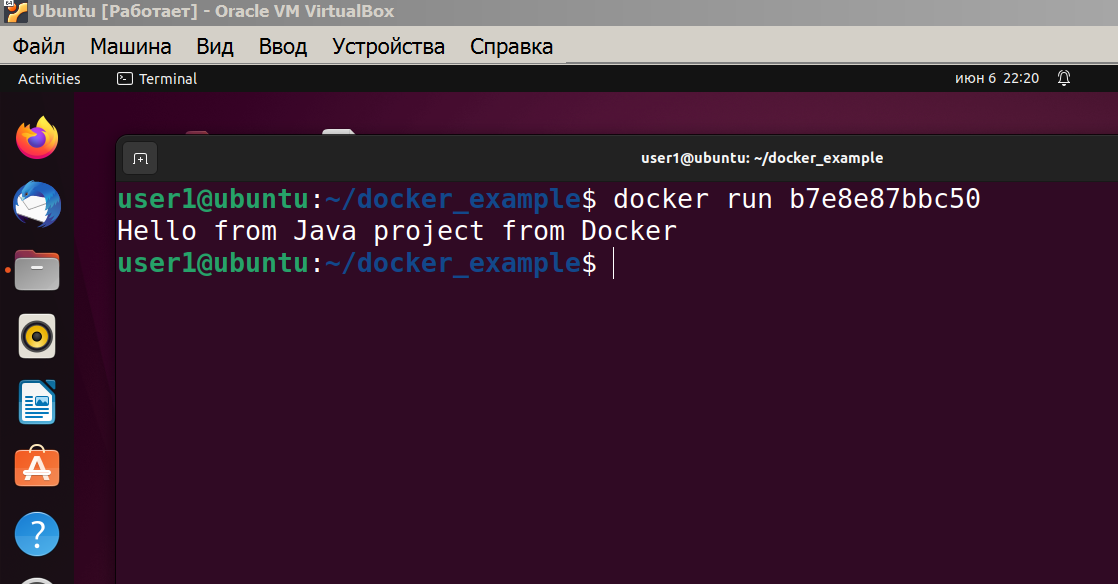 64
Ubuntu [Работает] - Oracle VM VirtualBox
Файл Машина Вид Ввод Устройства Справка
Activities Terminal июн 6 22:20
user1@ubuntu: ~/docker_example
user1@ubuntu:~/docker_example$ docker run b7e8e87bbc50
Hello from Java project from Docker
user1@ubuntu:~/docker_example$